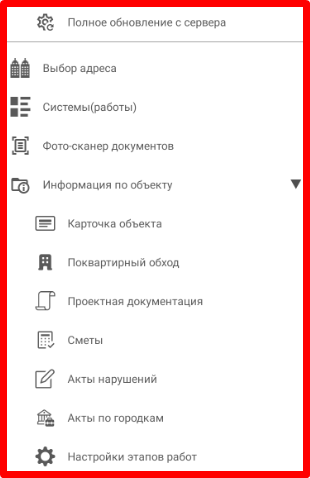 Полное обновление с сервера
Выбор адреса
Системы(работы)
Фото-сканер документов
Информация по объекту
Карточка объекта
Поквартирный обход
Проектная документация
Сметы
Акты нарушений
Акты по городкам
Настройки этапов работ